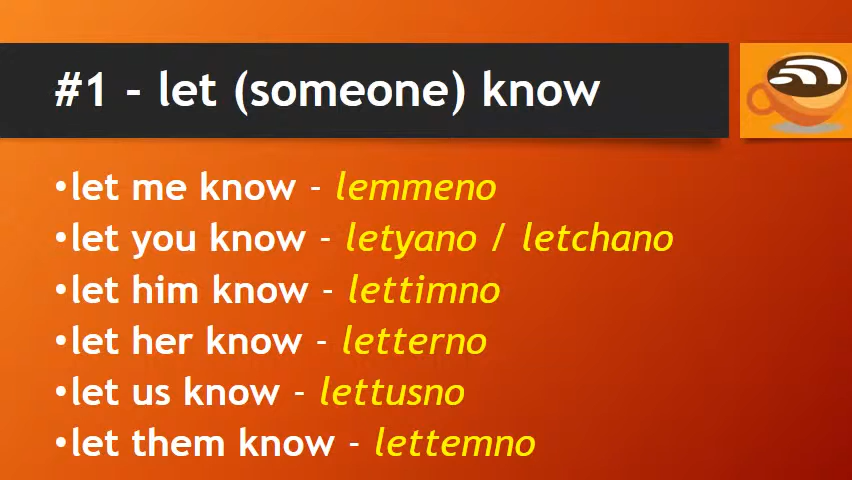 #1 - let (someone) know
•let me know - lemmeno
•let you know - letyano / letchano
•let him know - lettimno
•let her know - letterno
•let us know - lettusno
•let them know - lettemno